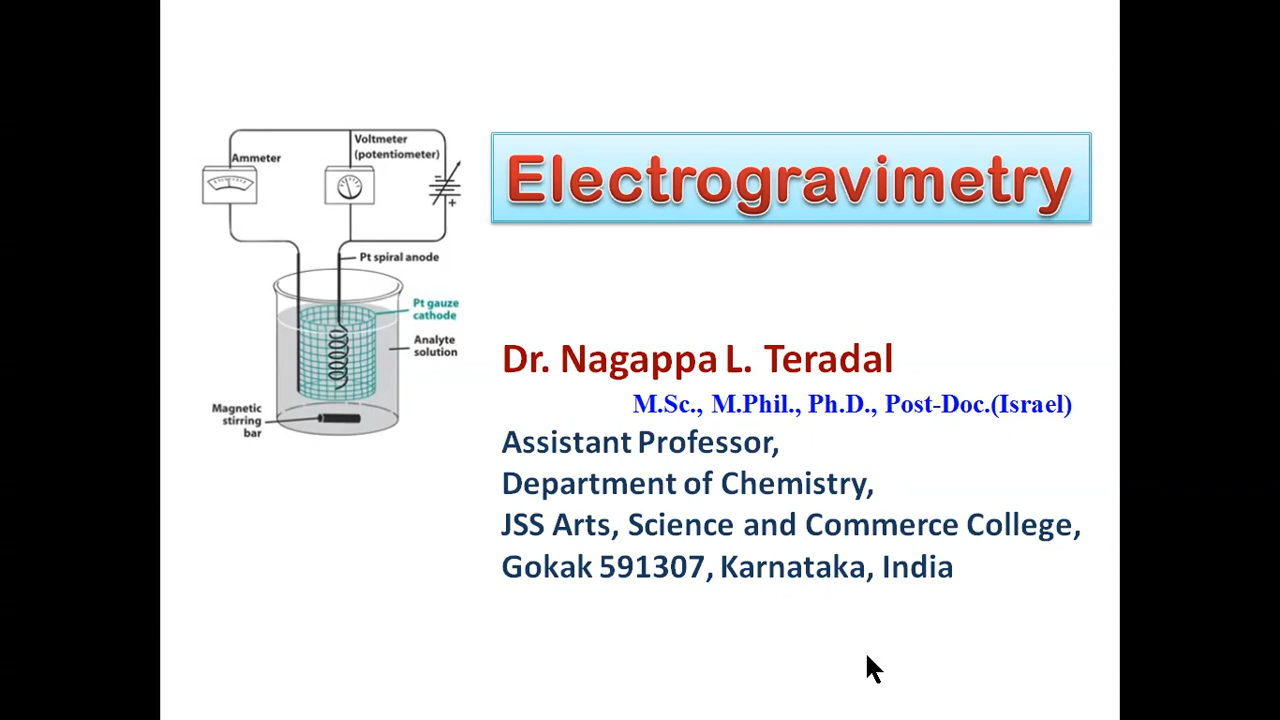 Ammeter
Voltmeter
(potentiometer)
−
+
Pt spiral anode
Pt gauze
cathode
Analyte
solution
Magnetic
stirring
bar
Electrogravimetry
Dr. Nagappa L. Teradal
M.Sc., M.Phil., Ph.D., Post-Doc.(Israel)
Assistant Professor,
Department of Chemistry,
JSS Arts, Science and Commerce College,
Gokak 591307, Karnataka, India